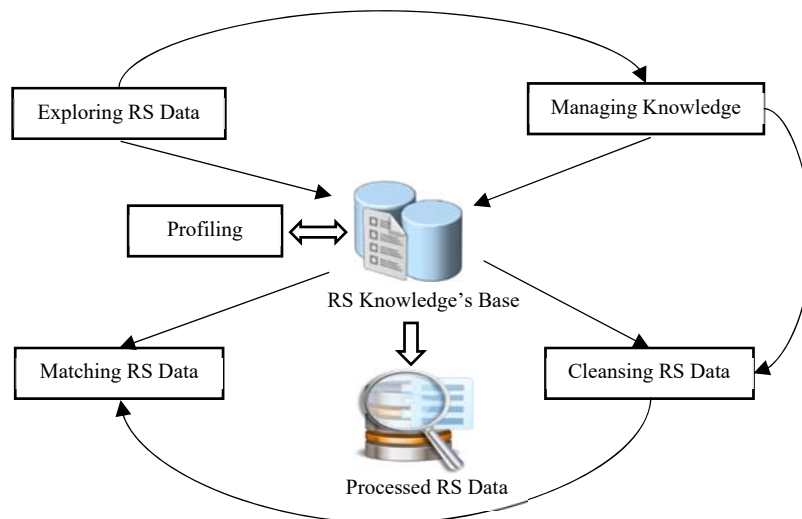 Exploring RS Data
Managing Knowledge
Profiling
RS Knowledge’s Base
Matching RS Data
Cleansing RS Data
Processed RS Data